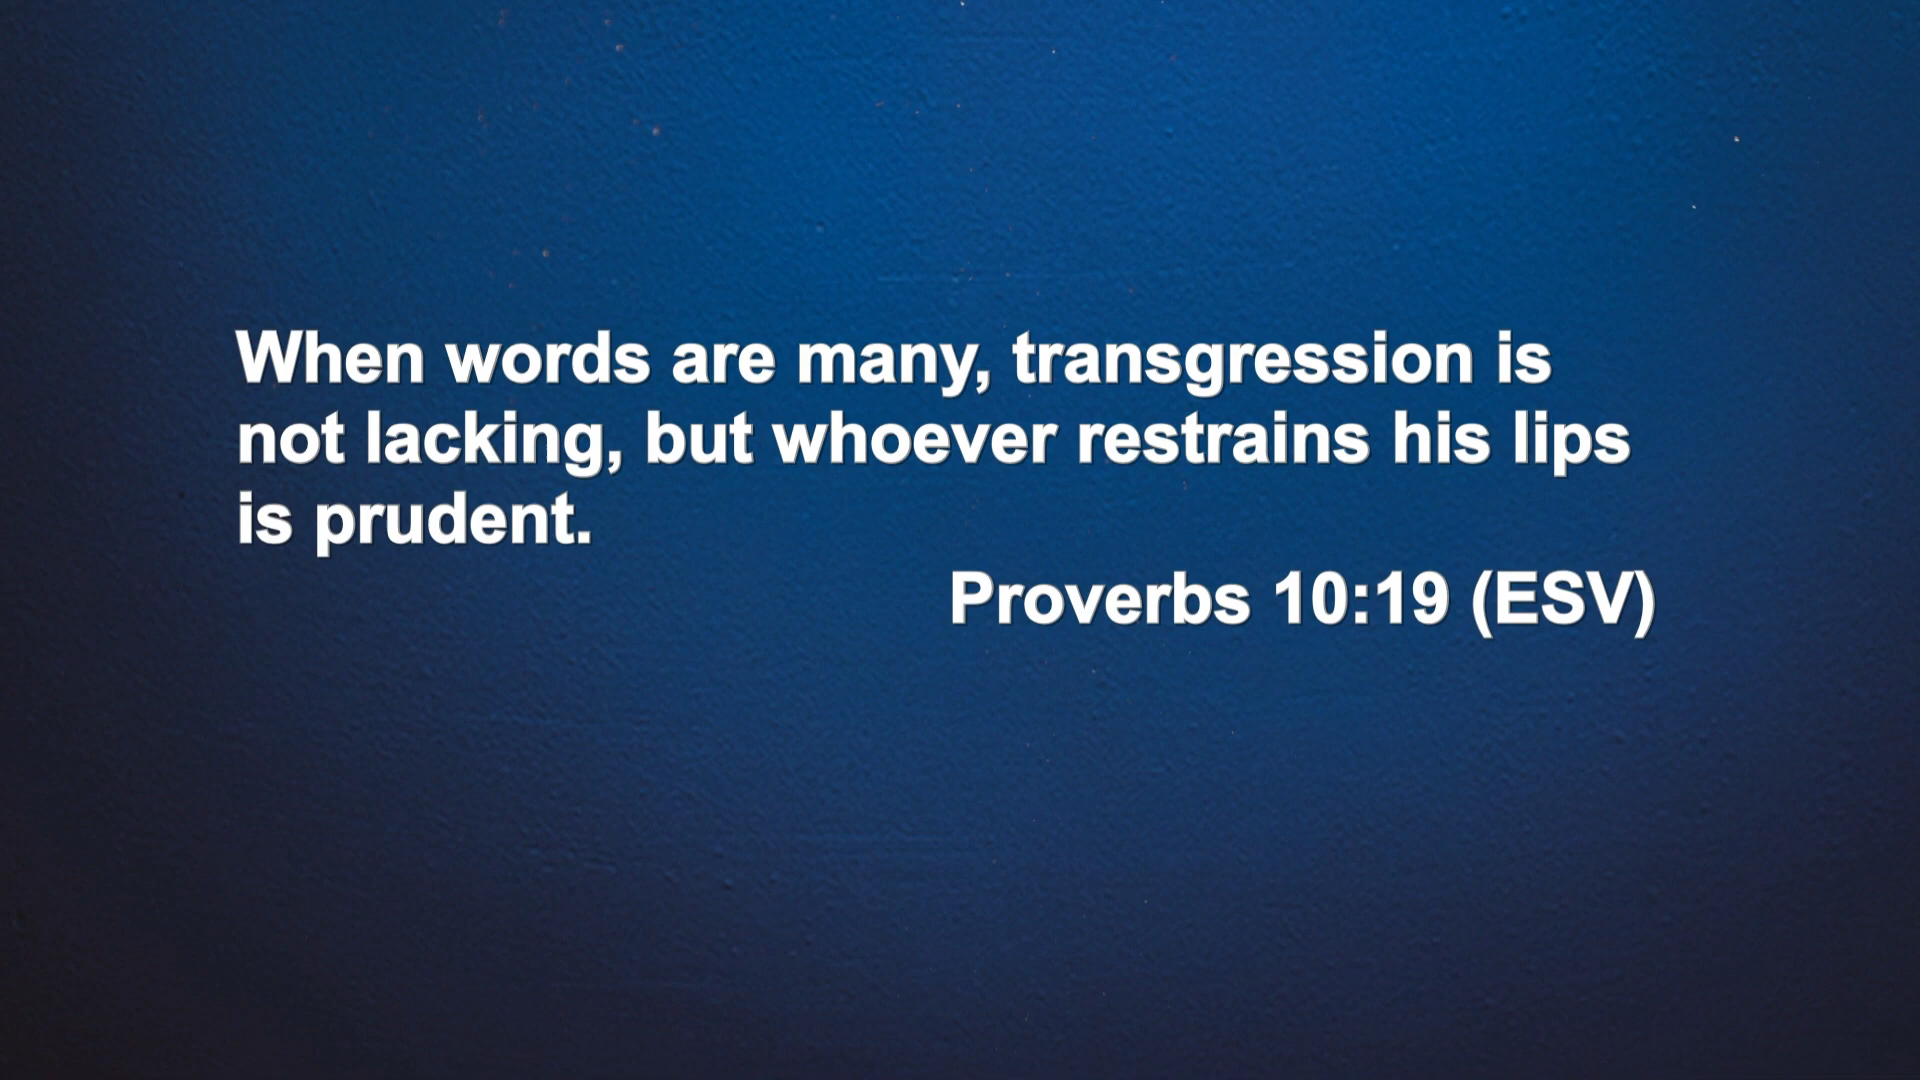 When words are many, transgression is
not lacking, but whoever restrains his lips
is prudent.
Proverbs 10:19 (ESV)